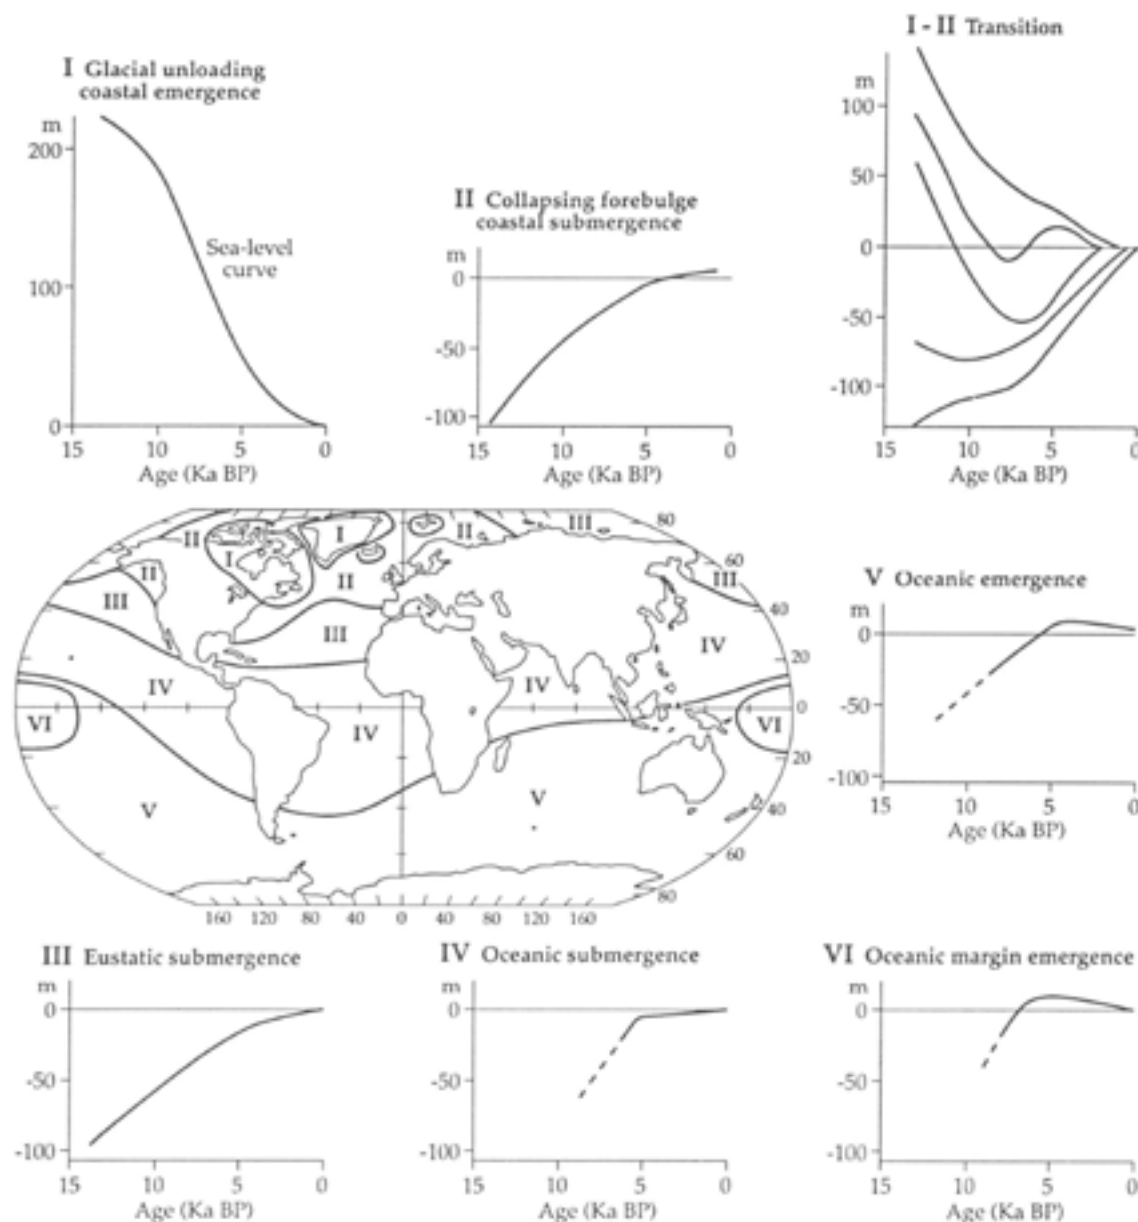 I Glacial unloading
coastal emergence
m
200
100
0
Sea-level
curve
15 10 5 0
Age (Ka BP)
II Collapsing forebulge
coastal submergence
m
0
-50
-100
15 10 5 0
Age (Ka BP)
I - II Transition
m
100
50
0
-50
-100
15 10 5 0
Age (Ka BP)
II I II III 80
I 60
II II III
III 40
III IV
20
IV IV
VI IV VI 0
20
V V
40
60
80
160 120 80 40 0 40 80 120 160
V Oceanic emergence
m
0
-50
-100
15 10 5 0
Age (Ka BP)
III Eustatic submergence
m
0
-50
-100
15 10 5 0
Age (Ka BP)
IV Oceanic submergence
m
0
-50
-100
15 10 5 0
Age (Ka BP)
VI Oceanic margin emergence
m
0
-50
-100
15 10 5 0
Age (Ka BP)